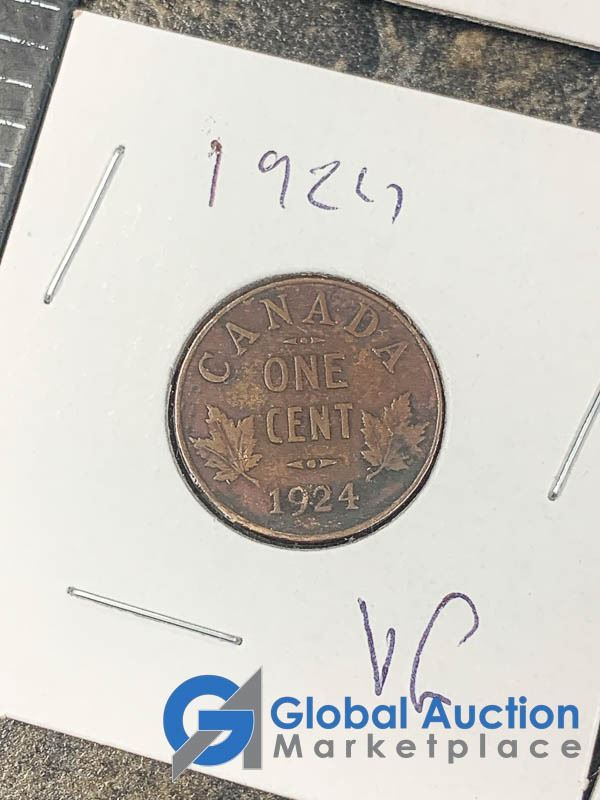 1924
CANADA
ONE
CENT
1924
VG
Global Auction
Marketplace